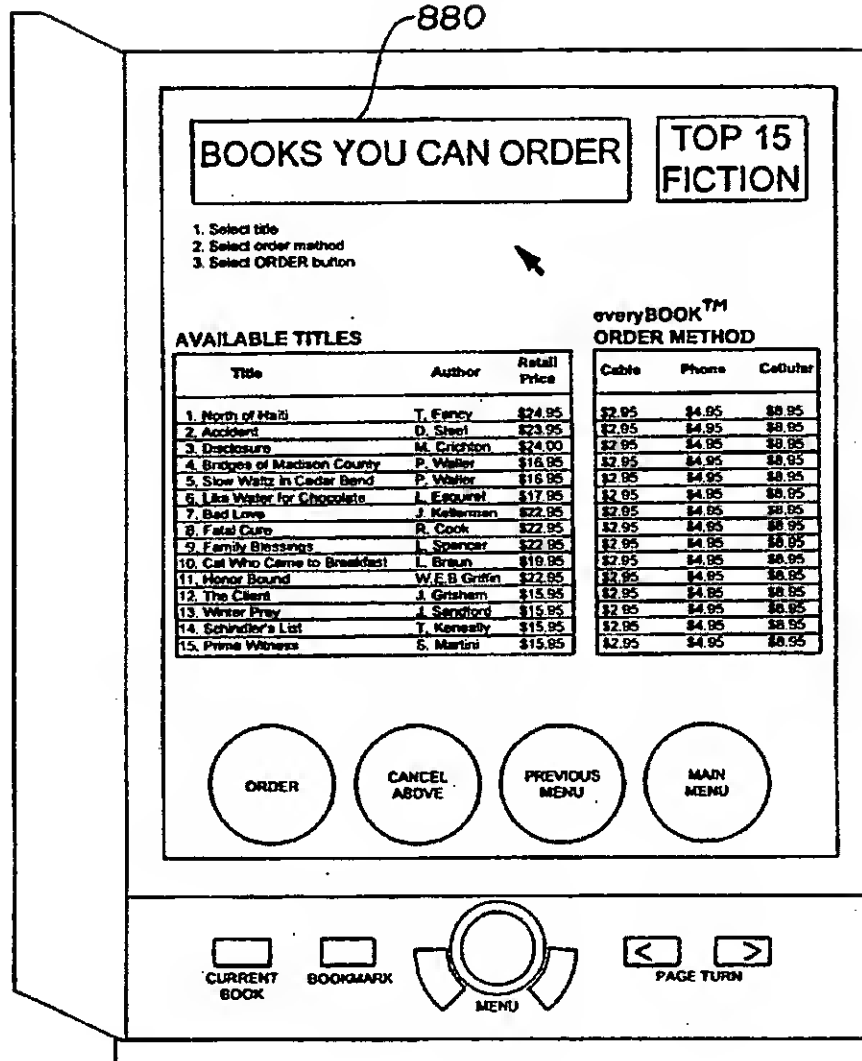 880
BOOKS YOU CAN ORDER
TOP 15
FICTION
1. Select title
2. Select order method
3. Select ORDER button
AVAILABLE TITLES
everyBOOK™
ORDER METHOD
Title Author Retail Price Cable Phone Cellular
1. North of Haiti T. Fancy $24.95 $2.95 $4.95 $8.95
2. Accident D. Steel $23.95 $2.95 $4.95 $8.95
3. Disclosure M. Crichton $24.00 $2.95 $4.95 $8.95
4. Bridges of Madison County P. Waller $16.95 $2.95 $4.95 $8.95
5. Slow Waltz in Cedar Bend P. Waller $16.95 $2.95 $4.95 $8.95
6. Like Water for Chocolate L. Esquirel $17.95 $2.95 $4.95 $8.95
7. Bad Love J. Kellerman $22.95 $2.95 $4.95 $8.95
8. Fatal Cure R. Cook $22.95 $2.95 $4.95 $8.95
9. Family Blessings L. Spencer $22.95 $2.95 $4.95 $8.95
10. Cat Who Came to Breakfast L. Braun $19.95 $2.95 $4.95 $8.95
11. Honor Bound W.E.B Griffin $22.95 $2.95 $4.95 $8.95
12. The Client J. Grisham $15.95 $2.95 $4.95 $8.95
13. Winter Prey J. Sandford $15.95 $2.95 $4.95 $8.95
14. Schindler's List T. Keneally $15.95 $2.95 $4.95 $8.95
15. Prime Witness S. Martini $15.95 $2.95 $4.95 $8.95
ORDER
CANCEL
ABOVE
PREVIOUS
MENU
MAIN
MENU
CURRENT
BOOK
BOOKMARK
MENU
< >
PAGE TURN